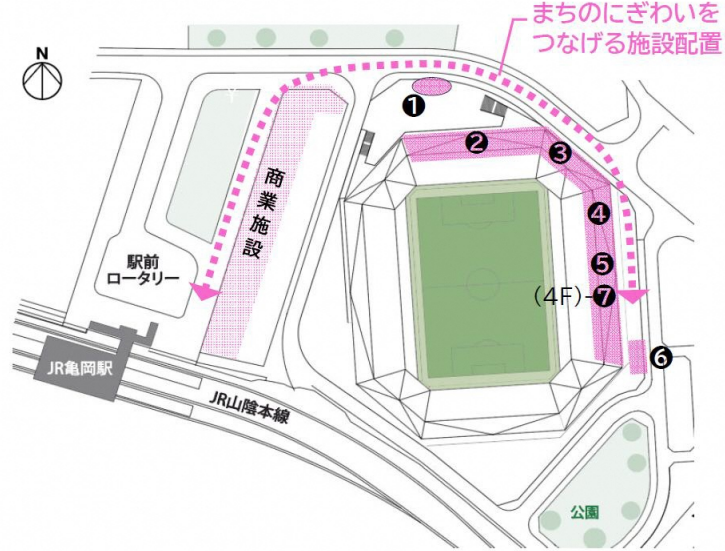 まちのにぎわいを
つなげる施設配置
N
❶
❷
❸
商業施設
❹
駅前
ロータリー
❺
(4F)-❼
❻
JR亀岡駅
JR山陰本線
公園